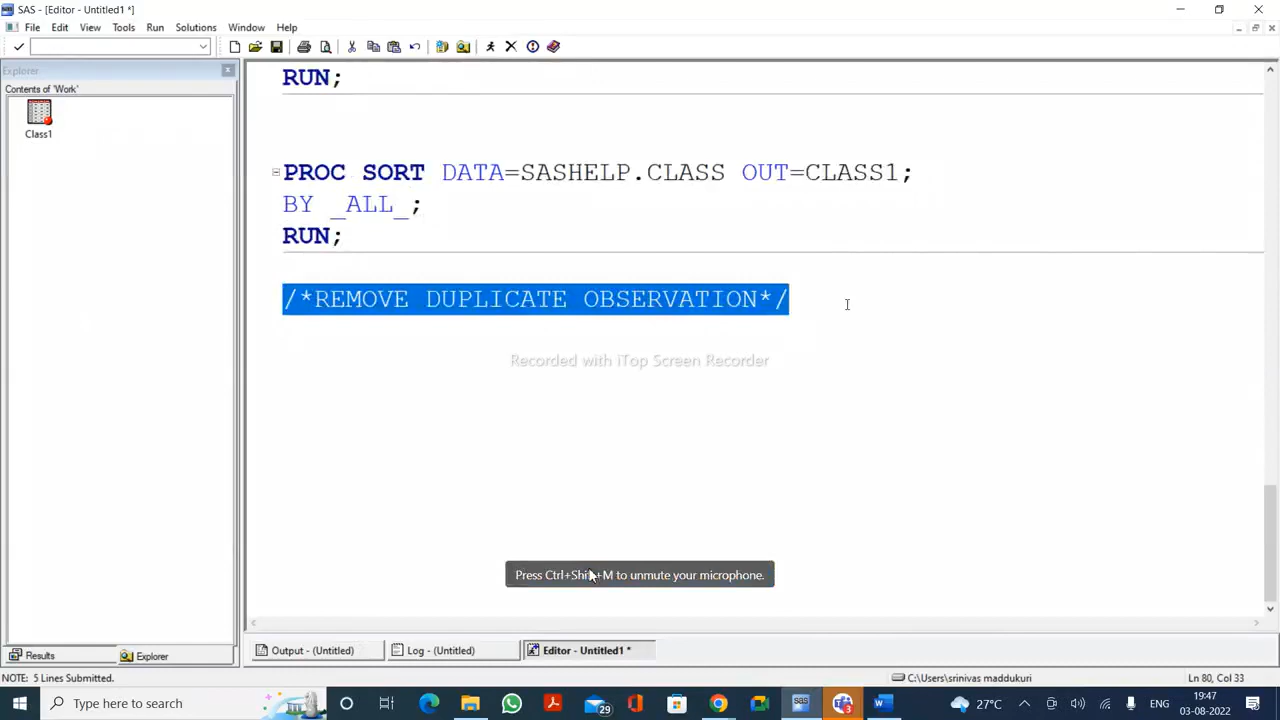 SAS - [Editor - Untitled1 *]
File Edit View Tools Run Solutions Window Help
Explorer
Contents of 'Work'
Class1
RUN;
PROC SORT DATA=SASHELP.CLASS OUT=CLASS1;
BY _ALL_;
RUN;
/*REMOVE DUPLICATE OBSERVATION*/
Recorded with iTop Screen Recorder
Press Ctrl+Shift+M to unmute your microphone.
Results Explorer
Output - (Untitled) Log - (Untitled) Editor - Untitled1 *
NOTE: 5 Lines Submitted. C:\Users\srinivas maddukuri Ln 80, Col 33
Type here to search 29 3 27°C ENG 19:47
03-08-2022